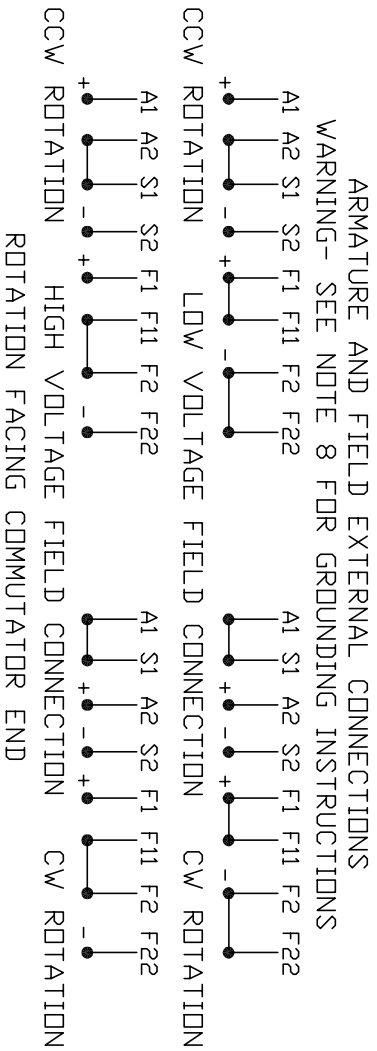 ARMATURE AND FIELD EXTERNAL CONNECTIONS
WARNING- SEE NOTE 8 FOR GROUNDING INSTRUCTIONS
A1 A2 S1 S2 F1 F11 F2 F22 A1 S1 A2 S2 F1 F11 F2 F22
+ - + - + - + -
CCW ROTATION LOW VOLTAGE FIELD CONNECTION CW ROTATION
A1 A2 S1 S2 F1 F11 F2 F22 A1 S1 A2 S2 F1 F11 F2 F22
+ - + - + - + -
CCW ROTATION HIGH VOLTAGE FIELD CONNECTION CW ROTATION
ROTATION FACING COMMUTATOR END